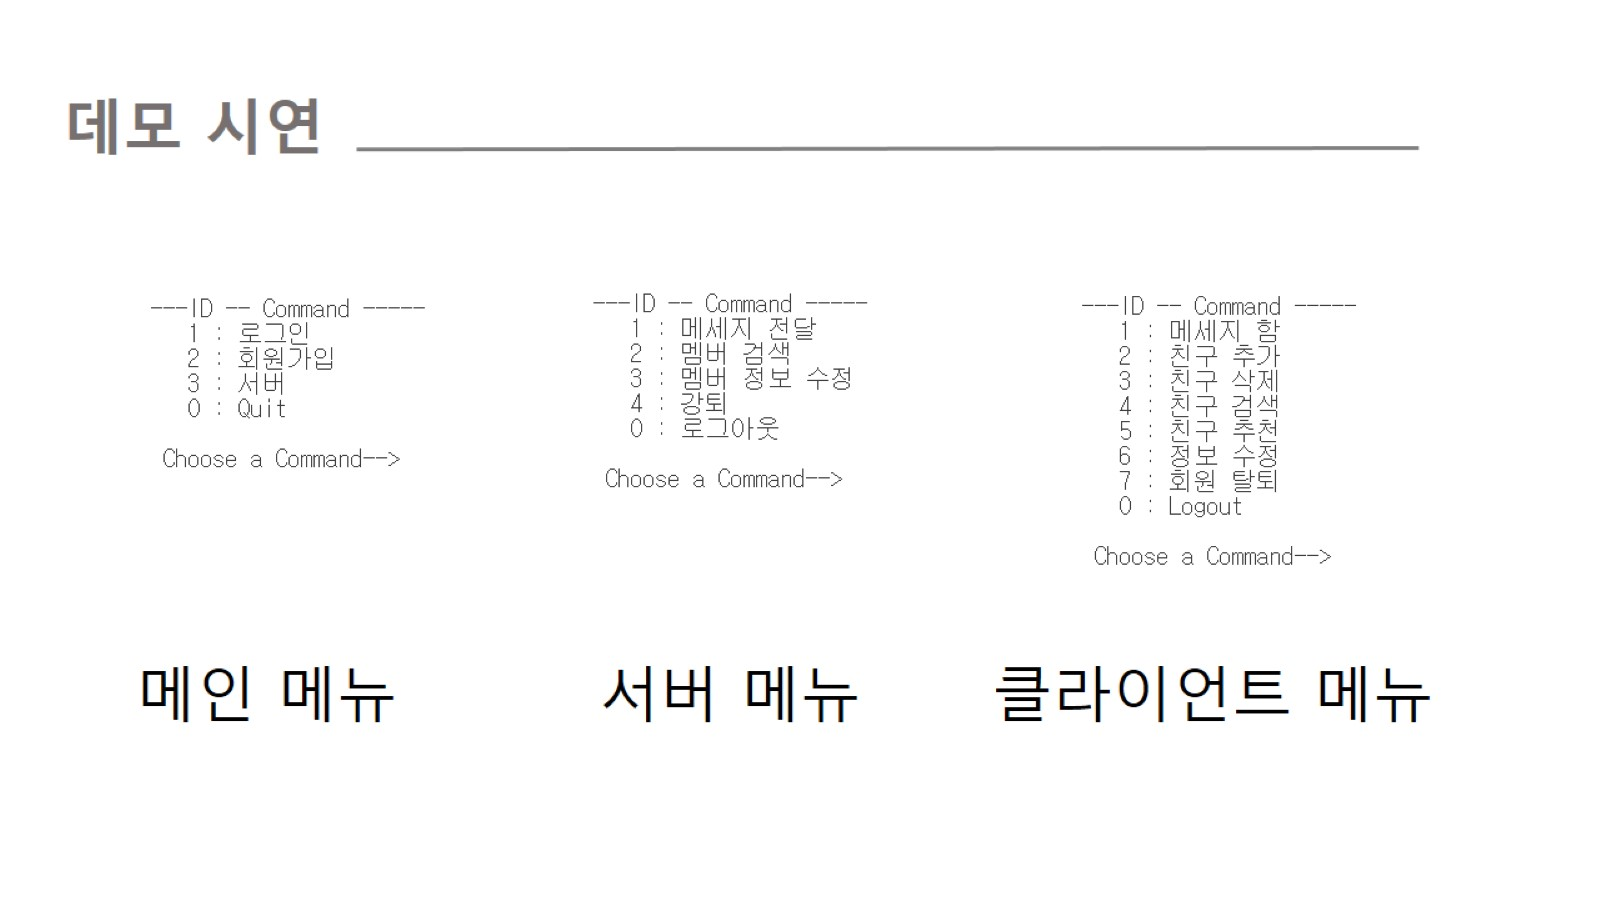 데모 시연
---ID -- Command -----
1 : 로그인
2 : 회원가입
3 : 서버
0 : Quit
Choose a Command-->
메인 메뉴
---ID -- Command -----
1 : 메세지 전달
2 : 멤버 검색
3 : 멤버 정보 수정
4 : 강퇴
0 : 로그아웃
Choose a Command-->
서버 메뉴
---ID -- Command -----
1 : 메세지 함
2 : 친구 추가
3 : 친구 삭제
4 : 친구 검색
5 : 친구 추천
6 : 정보 수정
7 : 회원 탈퇴
0 : Logout
Choose a Command-->
클라이언트 메뉴